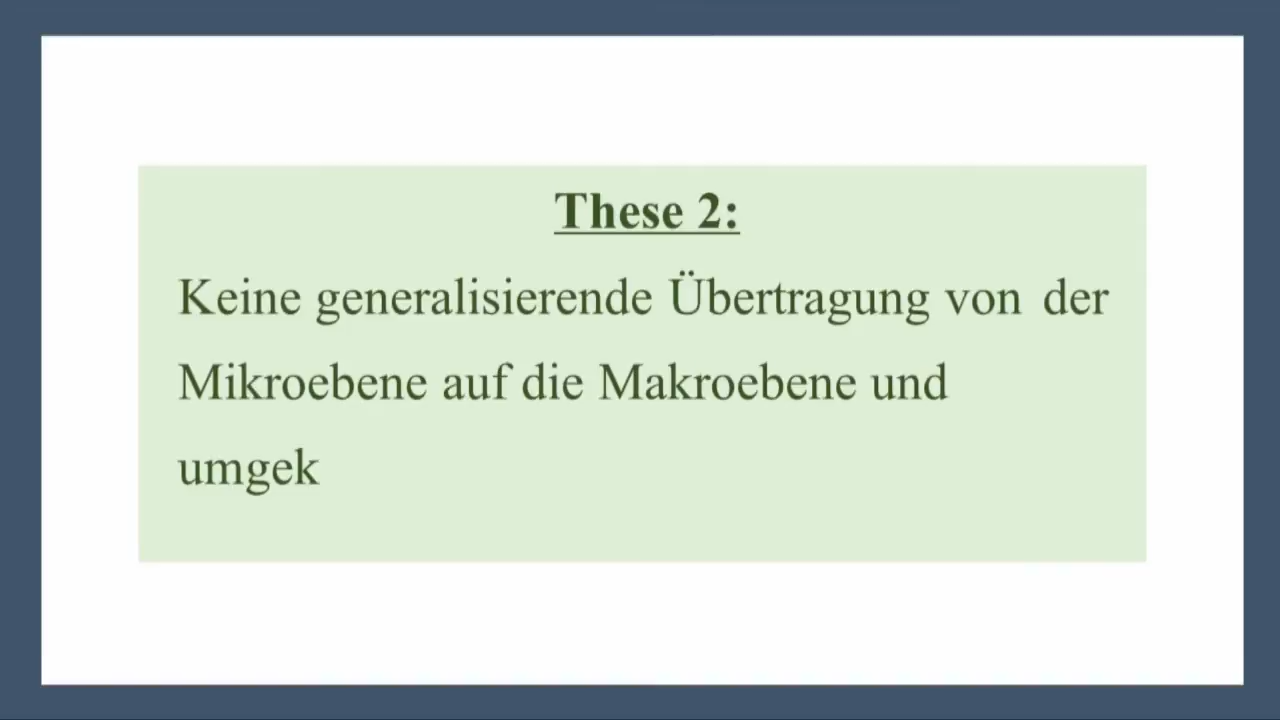 These 2:
Keine generalisierende Übertragung von der
Mikroebene auf die Makroebene und
umgek